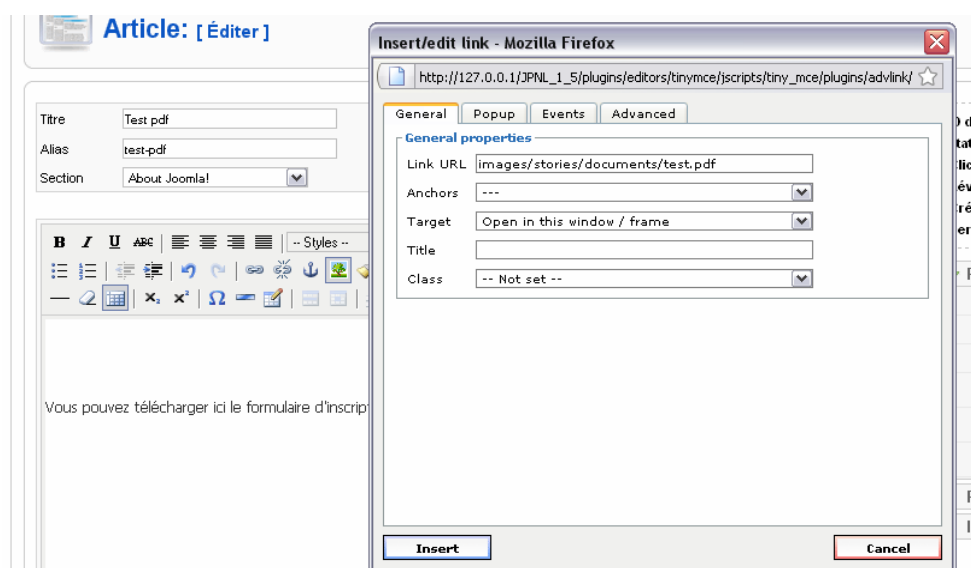 Article: [ Éditer ]
Titre
Test pdf
Alias
test-pdf
Section
About Joomla!
B I U ABC
-- Styles --
Vous pouvez télécharger ici le formulaire
Insert/edit link - Mozilla Firefox
http://127.0.0.1/JPNL_1_5/plugins/editors/tinymce/jscripts/tiny_mce/plugins/advlink/
General Popup Events Advanced
General properties
Link URL images/stories/documents/test.pdf
Anchors ---
Target Open in this window / frame
Title
Class -- Not set --
Insert Cancel